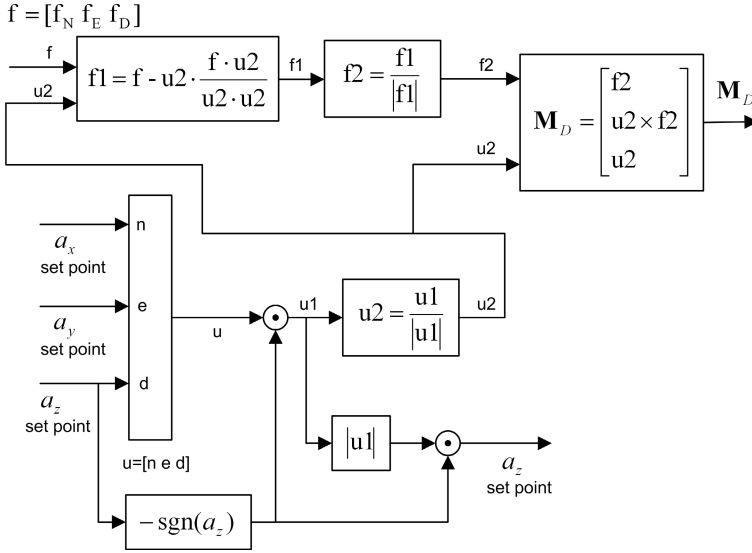 f = [f_N f_E f_D]
f
u2
f1 = f - u2 · (f · u2)/(u2 · u2)
f1
f2 = f1/|f1|
f2
u2
M_D = [f2
u2 × f2
u2]
M_D
a_x
set point
a_y
set point
a_z
set point
n
e
d
u=[n e d]
u
u1
u2 = u1/|u1|
u2
|u1|
a_z
set point
− sgn(a_z)